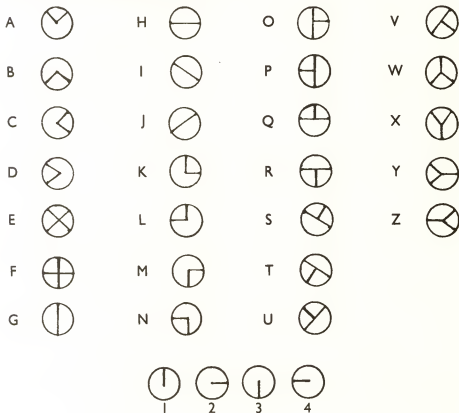 A H O V
B I P W
C J Q X
D K R Y
E L S Z
F M T
G N U
1 2 3 4